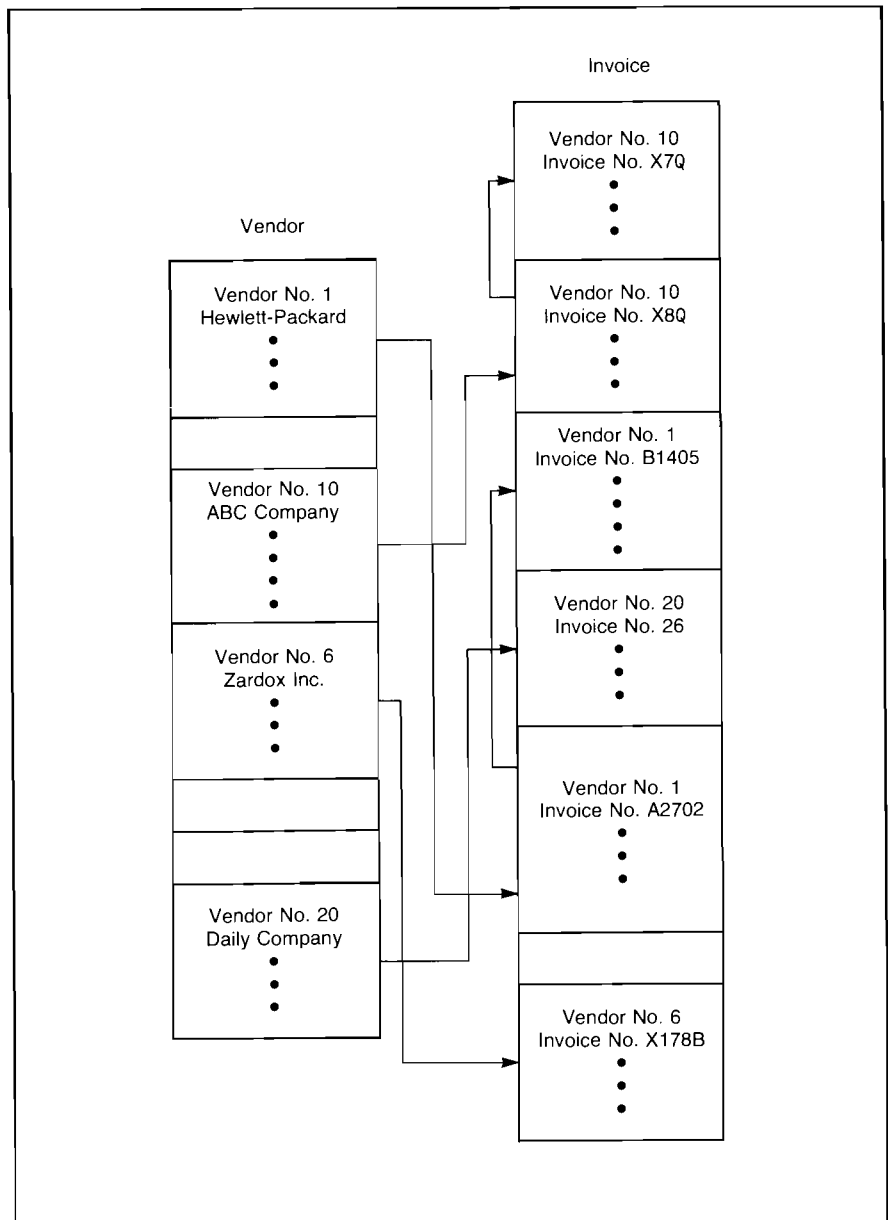 Vendor
Vendor No. 1
Hewlett-Packard
Vendor No. 10
ABC Company
Vendor No. 6
Zardox Inc.
Vendor No. 20
Daily Company
Invoice
Vendor No. 10
Invoice No. X7Q
Vendor No. 10
Invoice No. X8Q
Vendor No. 1
Invoice No. B1405
Vendor No. 20
Invoice No. 26
Vendor No. 1
Invoice No. A2702
Vendor No. 6
Invoice No. X178B